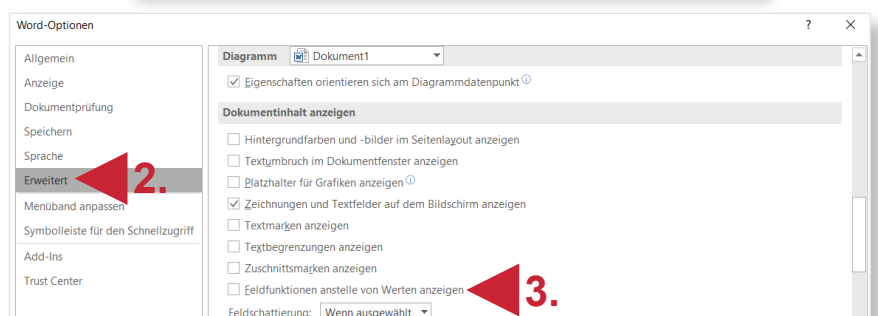 Word-Optionen ? ×
Allgemein
Anzeige
Dokumentprüfung
Speichern
Sprache
Erweitert 2.
Menüband anpassen
Symbolleiste für den Schnellzugriff
Add-Ins
Trust Center
Diagramm Dokument1
Eigenschaften orientieren sich am Diagrammdatenpunkt
Dokumentinhalt anzeigen
Hintergrundfarben und -bilder im Seitenlayout anzeigen
Textumbruch im Dokumentfenster anzeigen
Platzhalter für Grafiken anzeigen
Zeichnungen und Textfelder auf dem Bildschirm anzeigen
Textmarken anzeigen
Textbegrenzungen anzeigen
Zuschnittsmarken anzeigen
Feldfunktionen anstelle von Werten anzeigen 3.
Feldschattierung: Wenn ausgewählt